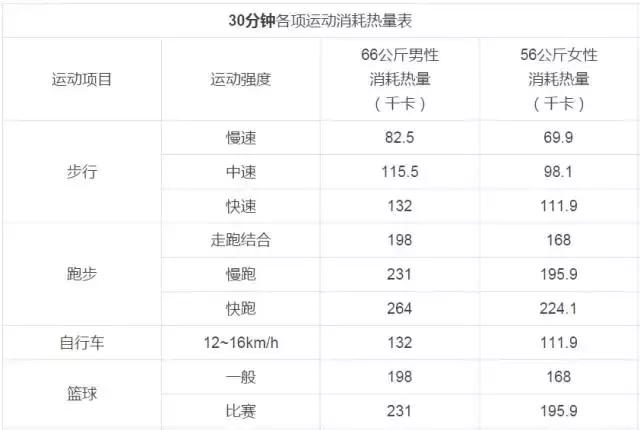 30分钟各项运动消耗热量表
运动项目 运动强度 66公斤男性消耗热量（千卡） 56公斤女性消耗热量（千卡）
步行 慢速 82.5 69.9
中速 115.5 98.1
快速 132 111.9
跑步 走跑结合 198 168
慢跑 231 195.9
快跑 264 224.1
自行车 12~16km/h 132 111.9
篮球 一般 198 168
比赛 231 195.9